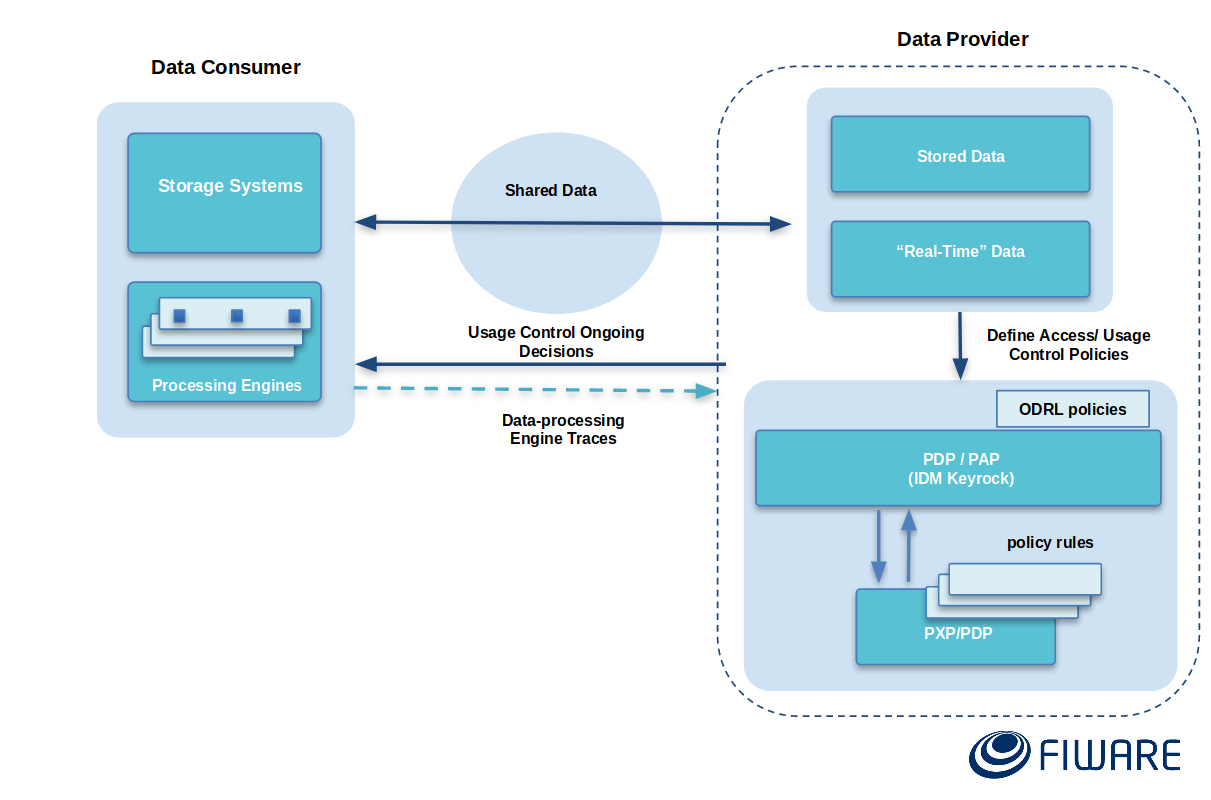 Data Provider
Data Consumer
Storage Systems
Processing Engines
Shared Data
Usage Control Ongoing
Decisions
Data-processing
Engine Traces
Stored Data
“Real-Time” Data
Define Access/ Usage
Control Policies
ODRL policies
PDP / PAP
(IDM Keyrock)
policy rules
PXP/PDP
FIWARE